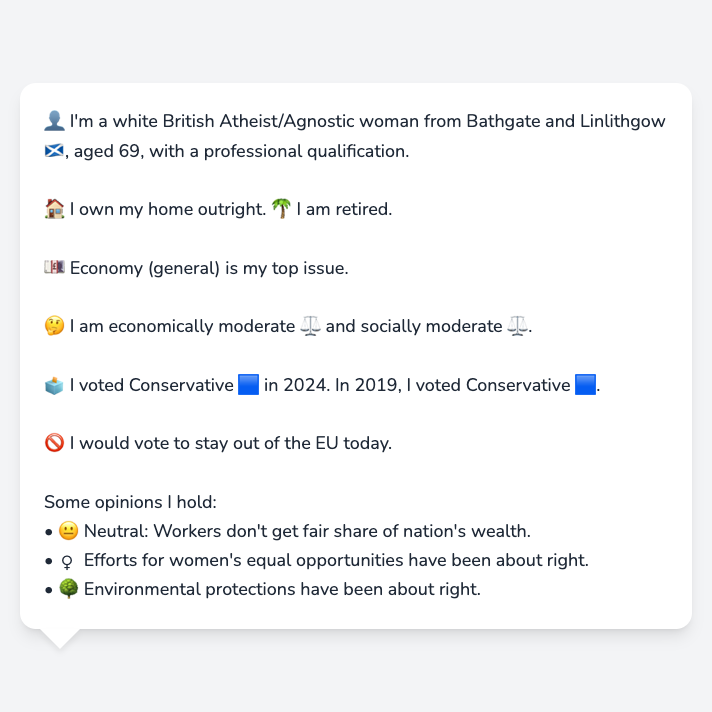 👤 I'm a white British Atheist/Agnostic woman from Bathgate and Linlithgow
🏴󠁧󠁢󠁳󠁣󠁴󠁿, aged 69, with a professional qualification.
🏠 I own my home outright. 🌴 I am retired.
💷 Economy (general) is my top issue.
🤔 I am economically moderate ⚖️ and socially moderate ⚖️.
🗳️ I voted Conservative 🟦 in 2024. In 2019, I voted Conservative 🟦.
🚫 I would vote to stay out of the EU today.
Some opinions I hold:
• 😐 Neutral: Workers don't get fair share of nation's wealth.
• ♀ Efforts for women's equal opportunities have been about right.
• 🌳 Environmental protections have been about right.